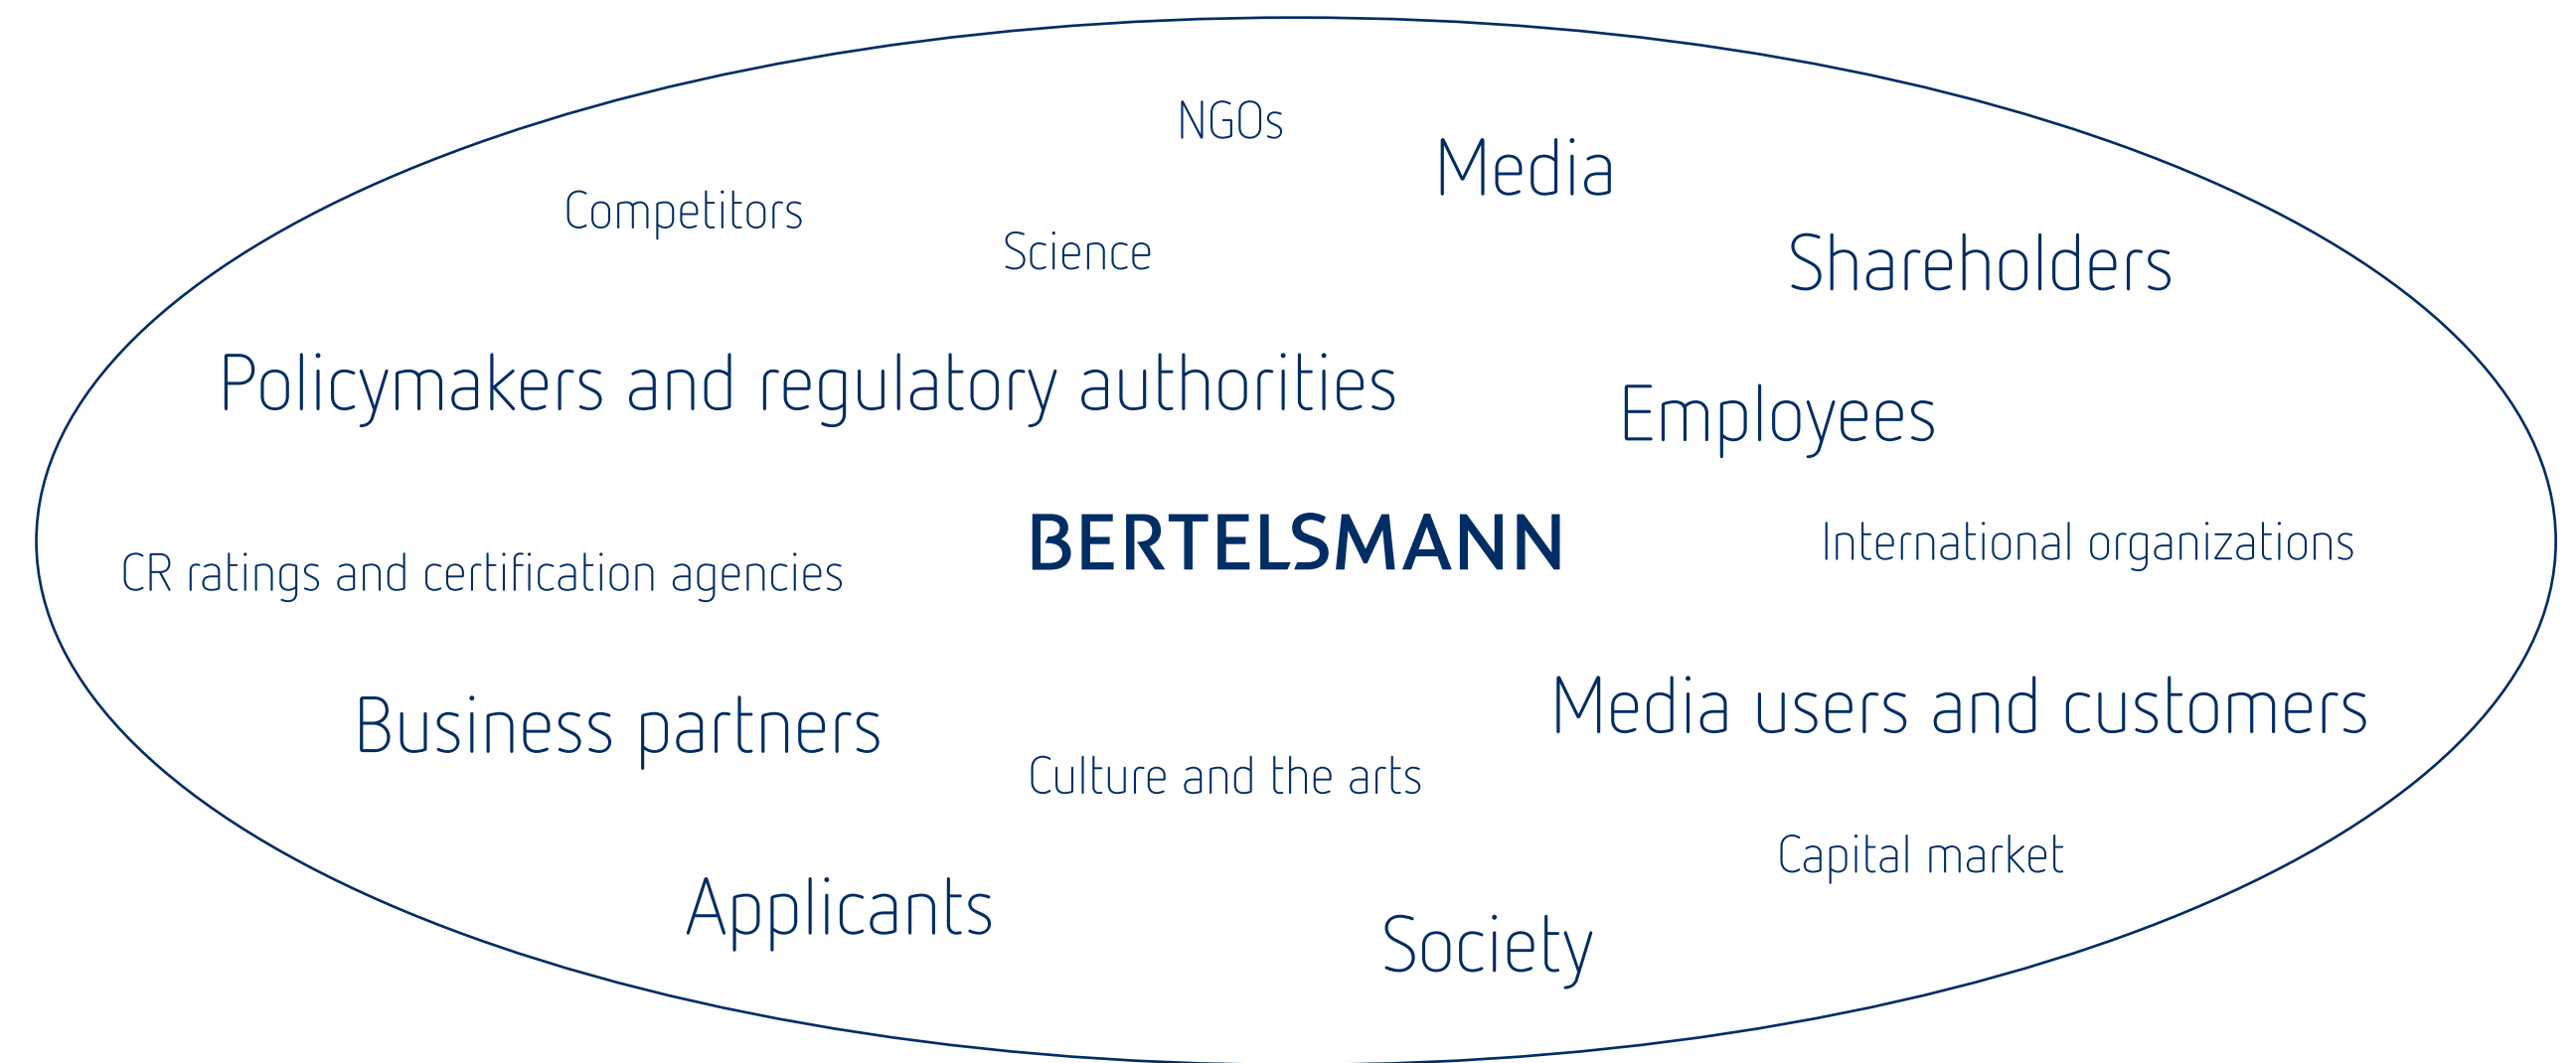 NGOs
Media
Competitors
Science
Shareholders
Policymakers and regulatory authorities
Employees
BERTELSMANN
International organizations
CR ratings and certification agencies
Media users and customers
Business partners
Culture and the arts
Capital market
Applicants
Society